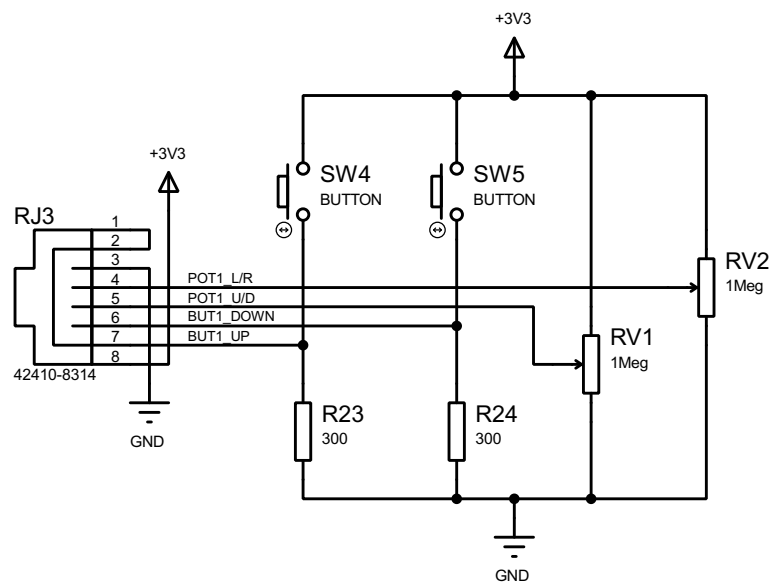 +3V3
+3V3
SW4
BUTTON
SW5
BUTTON
RJ3
1
2
3
4
5
6
7
8
POT1_L/R
POT1_U/D
BUT1_DOWN
BUT1_UP
42410-8314
RV2
1Meg
RV1
1Meg
R23
300
R24
300
GND
GND